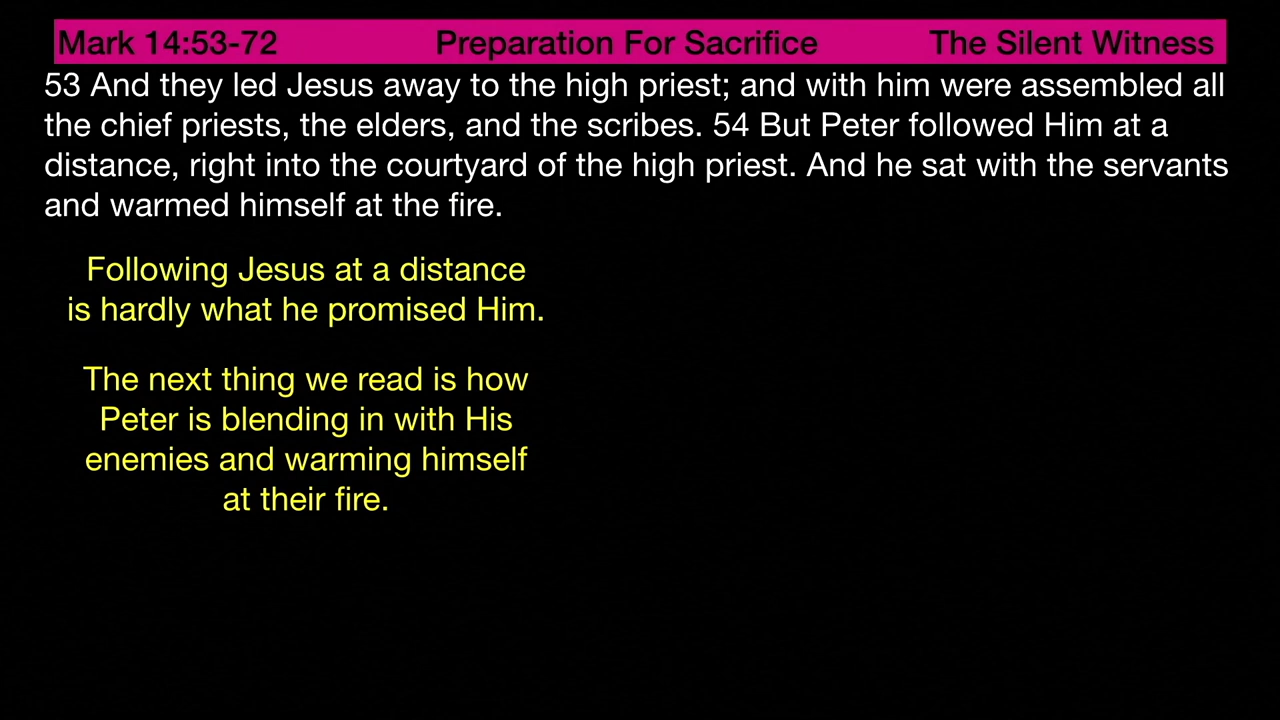 Mark 14:53-72 Preparation For Sacrifice The Silent Witness
53 And they led Jesus away to the high priest; and with him were assembled all
the chief priests, the elders, and the scribes. 54 But Peter followed Him at a
distance, right into the courtyard of the high priest. And he sat with the servants
and warmed himself at the fire.
Following Jesus at a distance
is hardly what he promised Him.
The next thing we read is how
Peter is blending in with His
enemies and warming himself
at their fire.